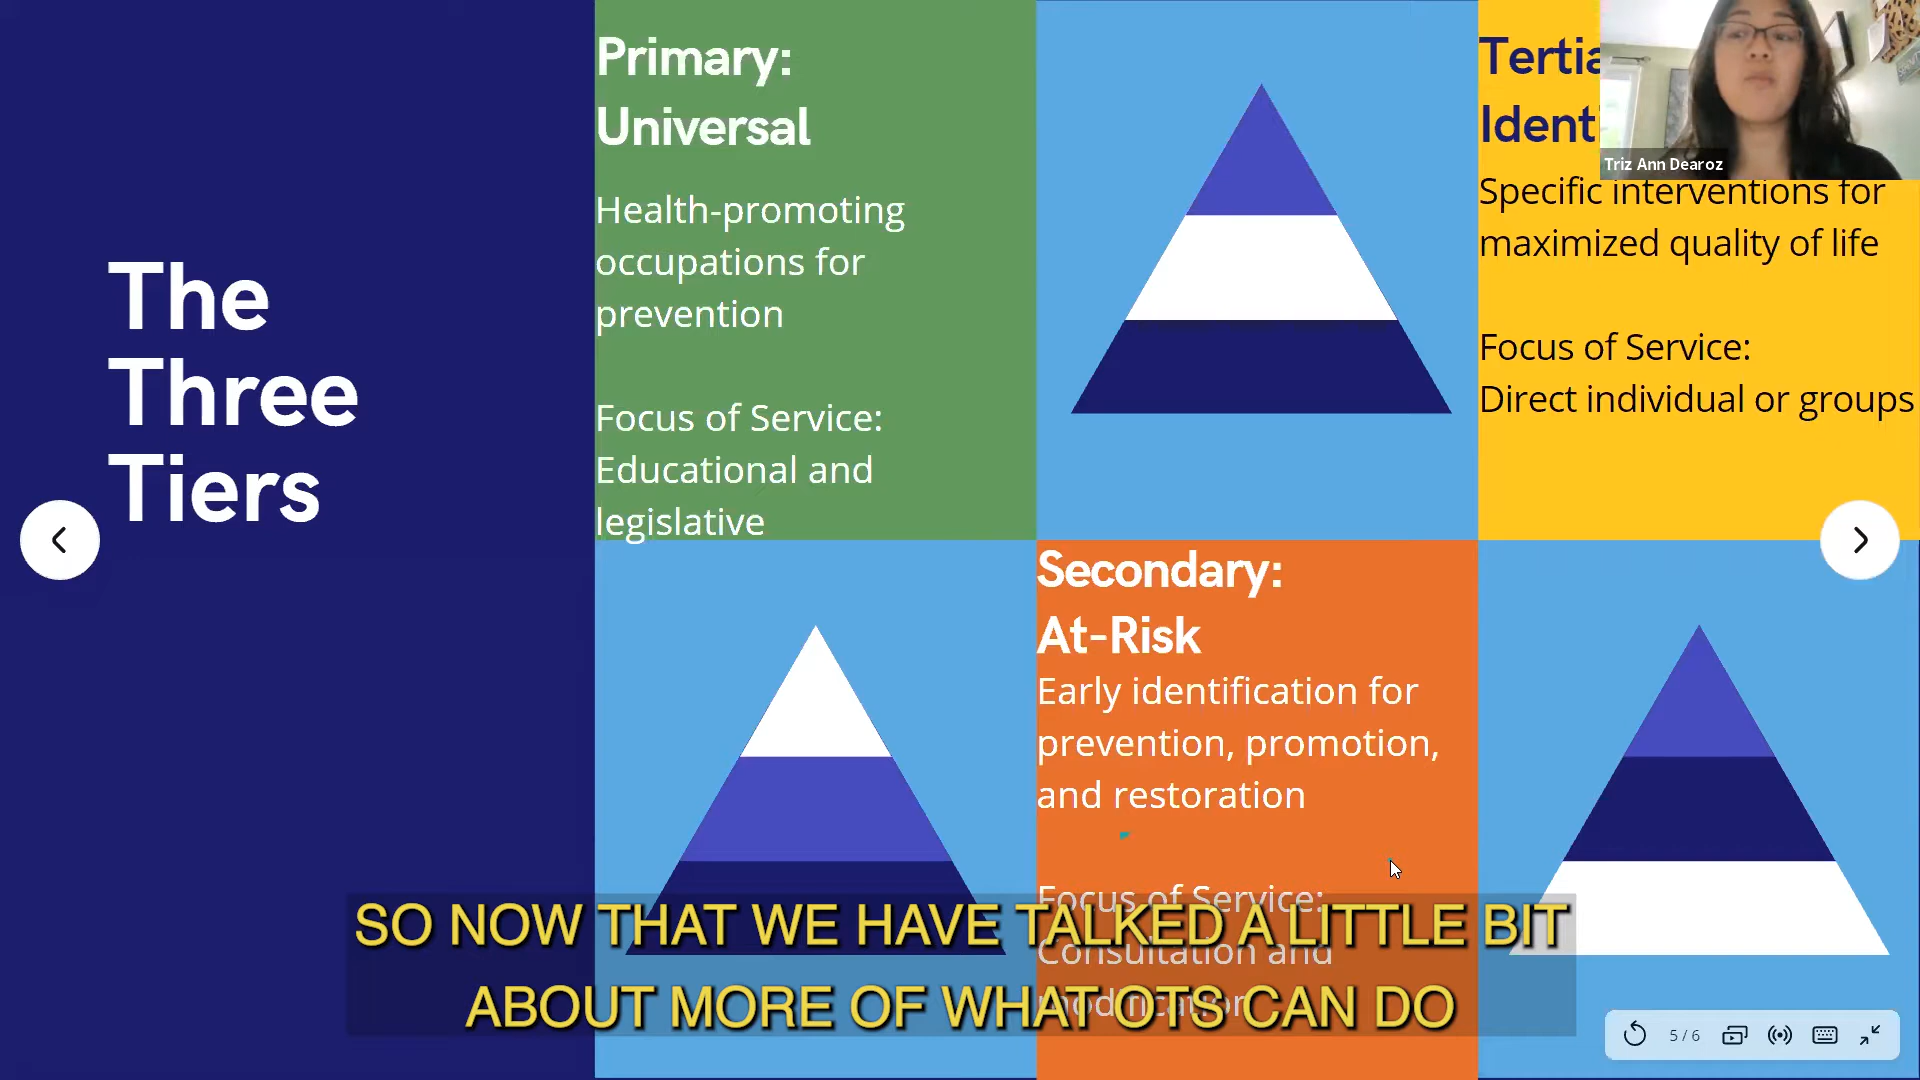 The
Three
Tiers
Primary:
Universal
Health-promoting
occupations for
prevention
Focus of Service:
Educational and
legislative
Secondary:
At-Risk
Early identification for
prevention, promotion,
and restoration
Focus of Service:
Consultation and
modification
Tertia
Identi
Specific interventions for
maximized quality of life
Focus of Service:
Direct individual or groups
Triz Ann Dearoz
SO NOW THAT WE HAVE TALKED A LITTLE BIT
ABOUT MORE OF WHAT OTS CAN DO
5 / 6